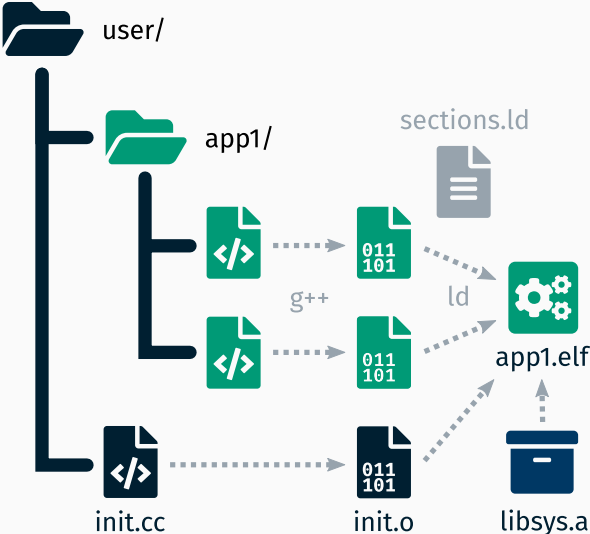 user/
app1/
sections.ld
</>
011
101
g++
ld
</>
011
101
app1.elf
</>
011
101
init.cc
init.o
libsys.a